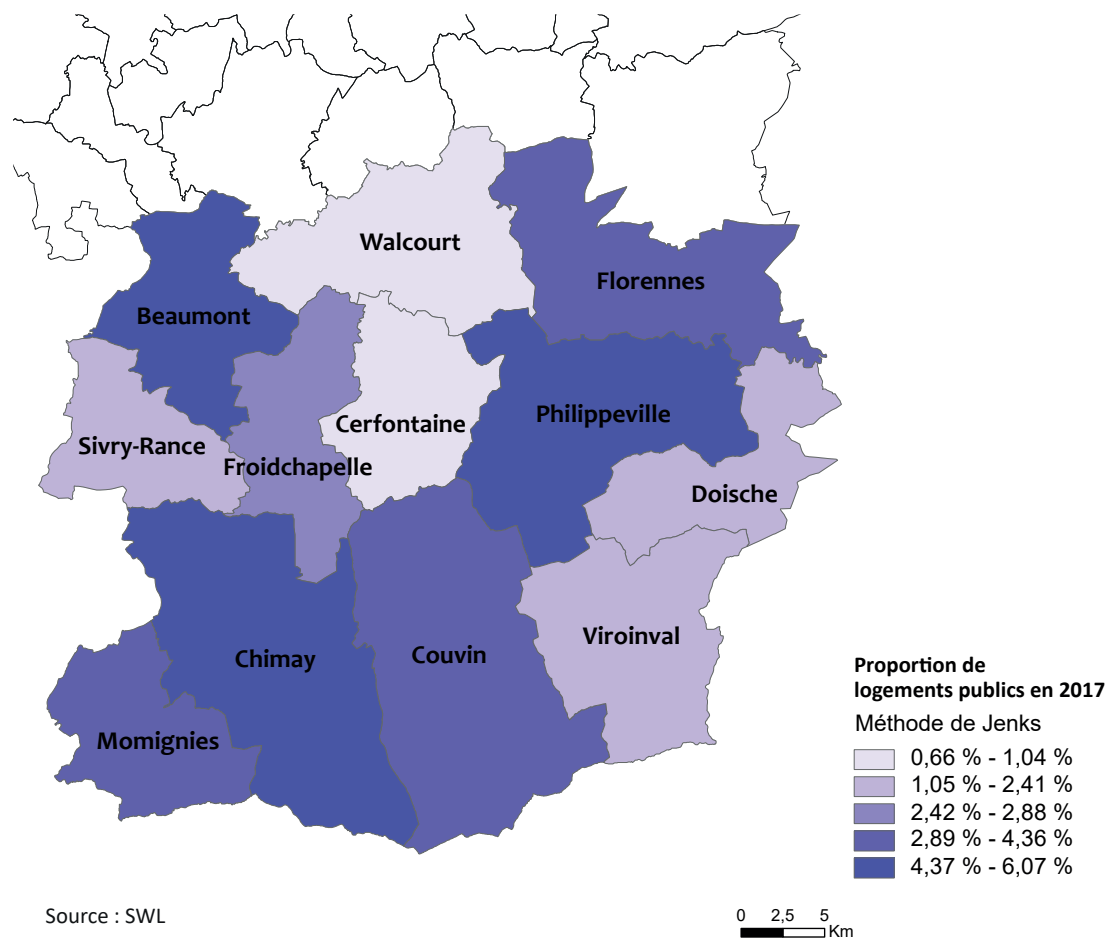 Walcourt
Florennes
Beaumont
Philippeville
Cerfontaine
Sivry-Rance
Froidchapelle
Doische
Viroinval
Chimay
Couvin
Momignies
Proportion de
logements publics en 2017
Méthode de Jenks
0,66 % - 1,04 %
1,05 % - 2,41 %
2,42 % - 2,88 %
2,89 % - 4,36 %
4,37 % - 6,07 %
Source : SWL
0 2,5 5
Km